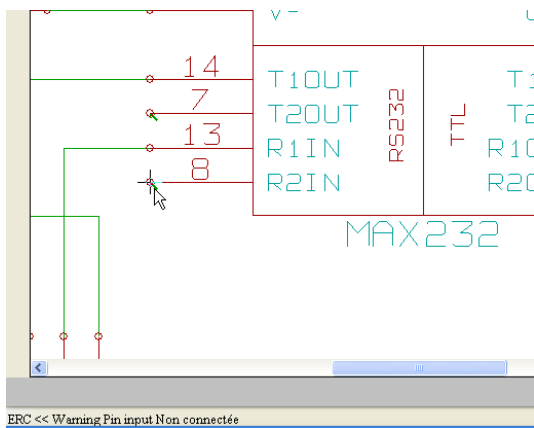 V-
14 T1OUT
7 T2OUT
13 R1IN
8 R2IN
RS232
TTL
MAX232
ERC << Warning Pin input Non connectée